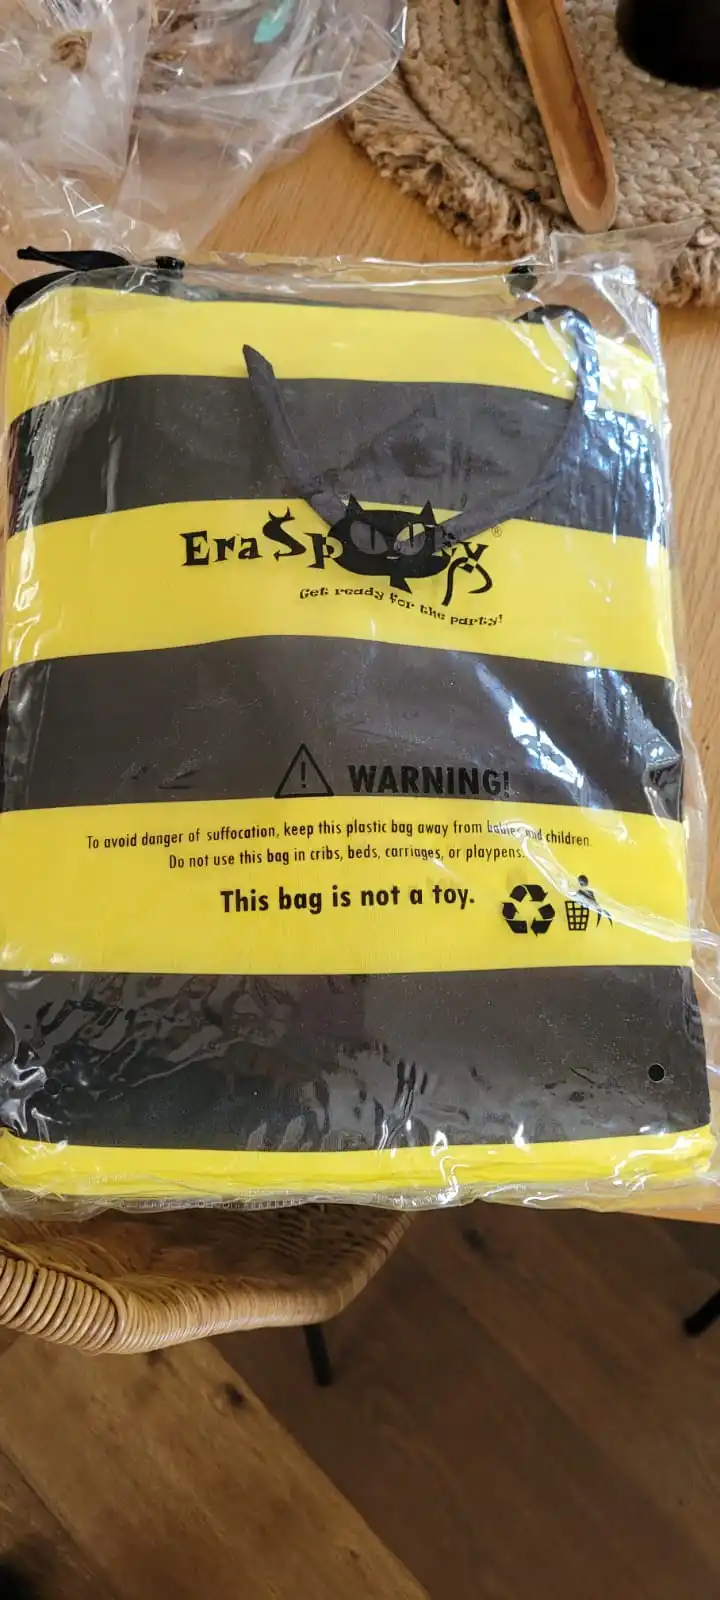 EraSpooky®
Get ready for the party!
WARNING!
To avoid danger of suffocation, keep this plastic bag away from babies and children.
Do not use this bag in cribs, beds, carriages, or playpens.
This bag is not a toy.